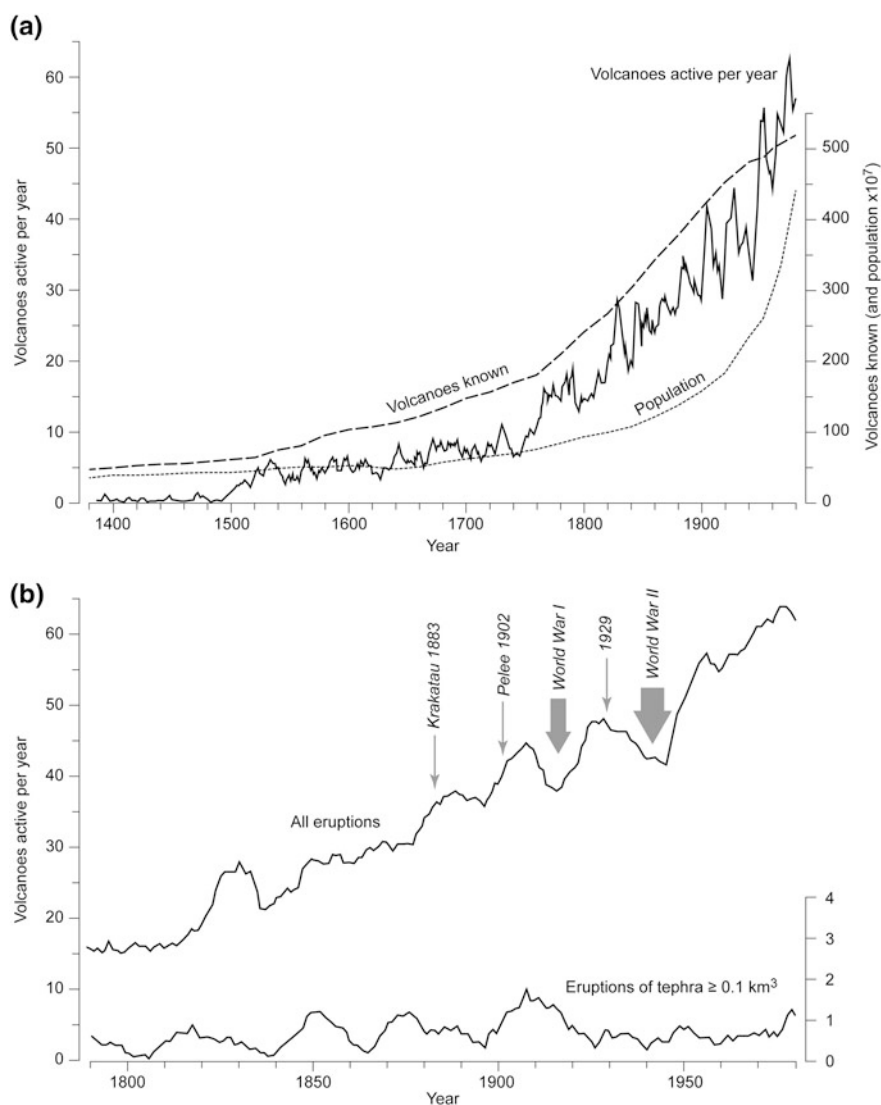 (a)
Volcanoes active per year
60
50
40
30
20
10
0
Volcanoes active per year
Volcanoes known
Population
500
400
300
200
100
0
Volcanoes known (and population x10⁷)
1400 1500 1600 1700 1800 1900
Year
(b)
Volcanoes active per year
60
50
40
30
20
10
0
Krakatau 1883
Pelee 1902
World War I
1929
World War II
All eruptions
Eruptions of tephra ≥ 0.1 km³
4
3
2
1
0
1800 1850 1900 1950
Year